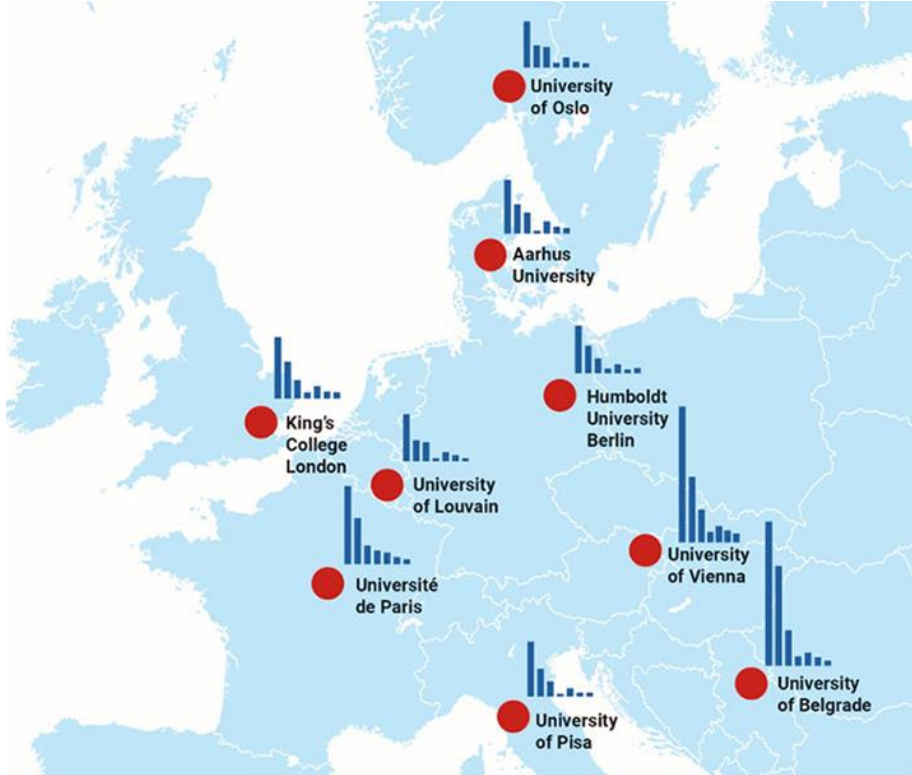 University
of Oslo
Aarhus
University
Humboldt
University
Berlin
King's
College
London
University
of Louvain
University
of Vienna
Université
de Paris
University
of Belgrade
University
of Pisa